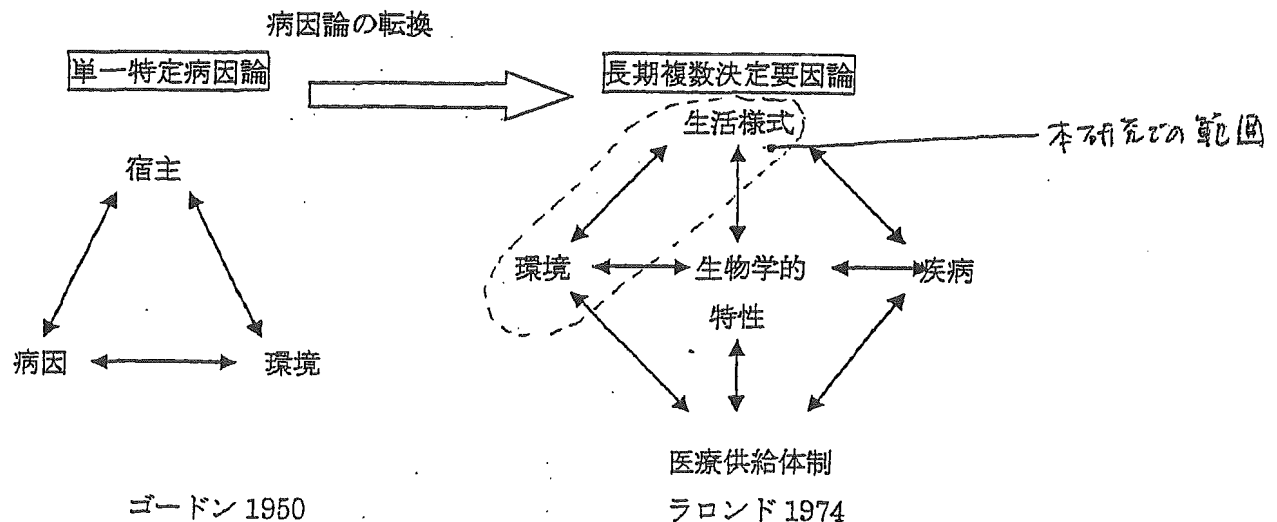 病因論の転換
単一特定病因論
長期複数決定要因論
生活様式
本研究での範囲
宿主
環境
生物学的
特性
疾病
病因
環境
医療供給体制
ゴードン 1950
ラロンド 1974